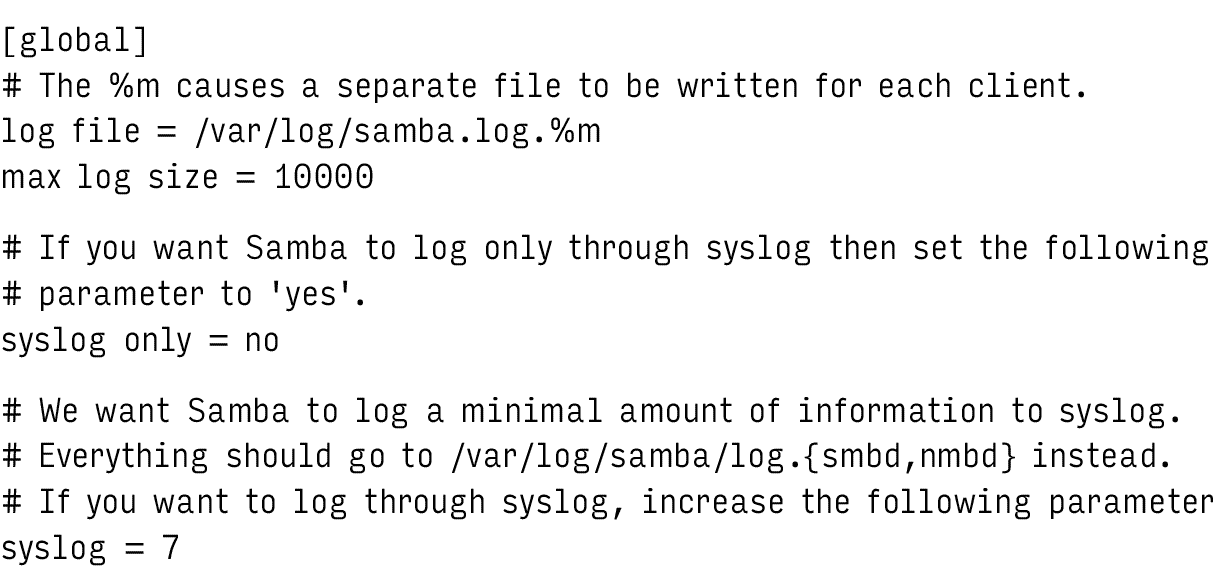 [global]
# The %m causes a separate file to be written for each client.
log file = /var/log/samba.log.%m
max log size = 10000
# If you want Samba to log only through syslog then set the following
# parameter to 'yes'.
syslog only = no
# We want Samba to log a minimal amount of information to syslog.
# Everything should go to /var/log/samba/log.{smbd,nmbd} instead.
# If you want to log through syslog, increase the following parameter
syslog = 7